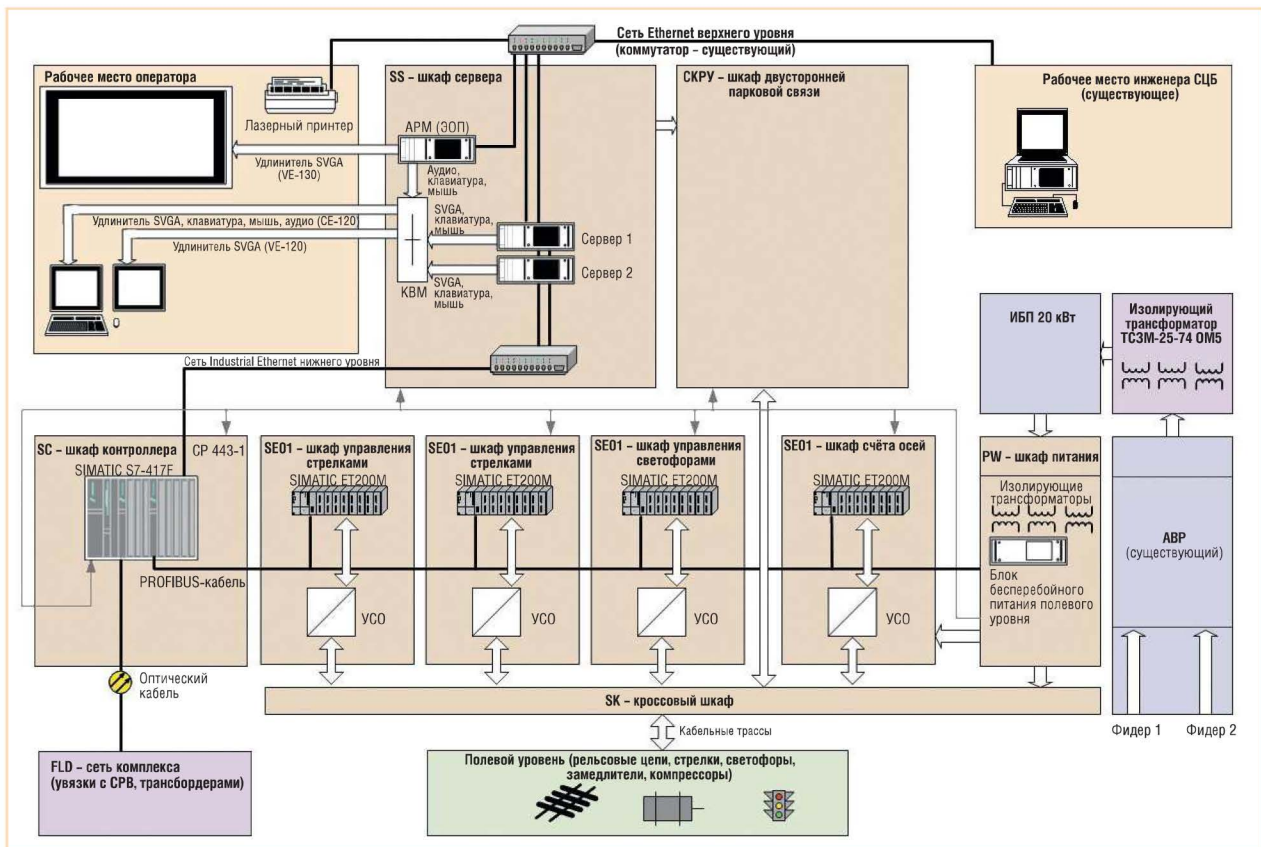 Сеть Ethernet верхнего уровня
(коммутатор – существующий)
Рабочее место оператора
Лазерный принтер
Удлинитель SVGA
(VE-130)
Удлинитель SVGA, клавиатура, мышь, аудио (CE-120)
Удлинитель SVGA (VE-120)
SS – шкаф сервера
АРМ (ЭОП)
Аудио,
клавиатура,
мышь
SVGA,
клавиатура,
мышь
Сервер 1
Сервер 2
SVGA,
клавиатура,
мышь
КВМ
СКРУ – шкаф двусторонней
парковой связи
Рабочее место инженера СЦБ
(существующее)
Сеть Industrial Ethernet нижнего уровня
ИБП 20 кВт
Изолирующий
трансформатор
ТСЗМ-25-74 ОМ5
SC – шкаф контроллера
CP 443-1
SIMATIC S7-417F
PROFIBUS-кабель
SE01 – шкаф управления
стрелками
SIMATIC ET200M
УСО
SE01 – шкаф управления
стрелками
SIMATIC ET200M
УСО
SE01 – шкаф управления
светофорами
SIMATIC ET200M
УСО
SE01 – шкаф счёта осей
SIMATIC ET200M
УСО
PW – шкаф питания
Изолирующие
трансформаторы
Блок
бесперебойного
питания полевого
уровня
АВР
(существующий)
Фидер 1
Фидер 2
Оптический
кабель
SK – кроссовый шкаф
Кабельные трассы
FLD – сеть комплекса
(увязки с СРВ, трансбордерами)
Полевой уровень (рельсовые цепи, стрелки, светофоры,
замедлители, компрессоры)